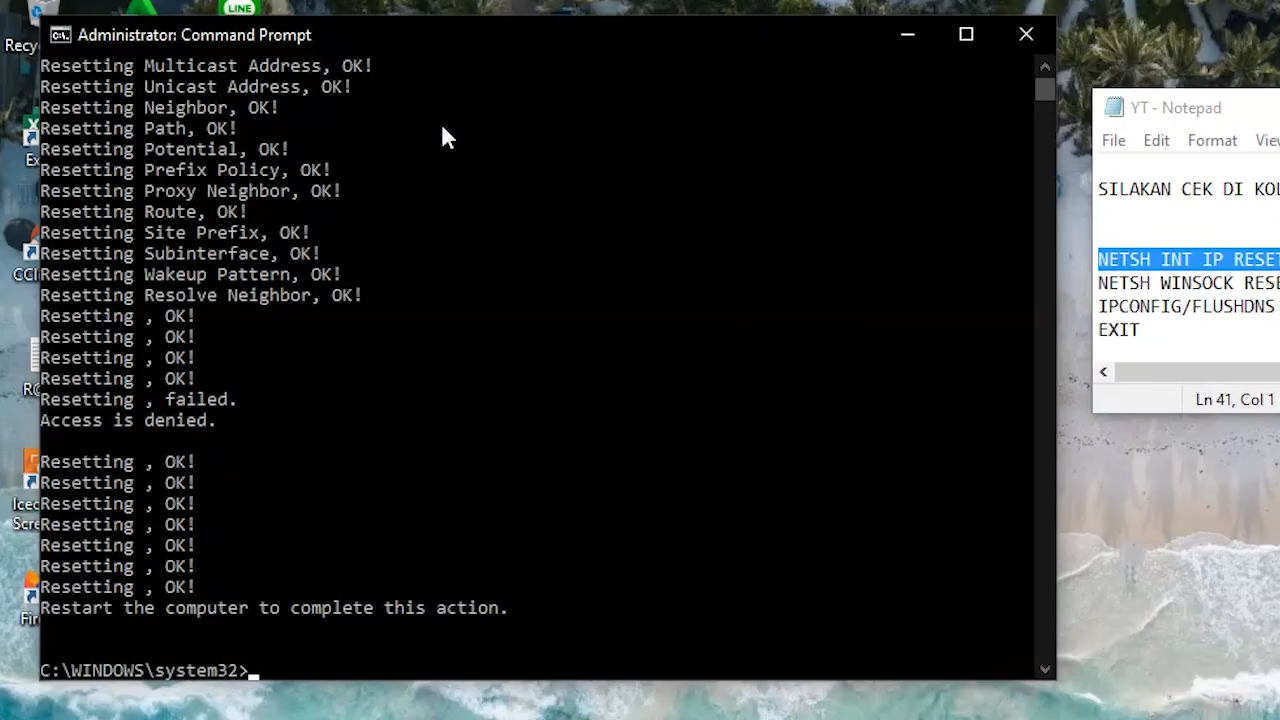 LINE
Administrator: Command Prompt
Resetting Multicast Address, OK!
Resetting Unicast Address, OK!
Resetting Neighbor, OK!
Resetting Path, OK!
Resetting Potential, OK!
Resetting Prefix Policy, OK!
Resetting Proxy Neighbor, OK!
Resetting Route, OK!
Resetting Site Prefix, OK!
Resetting Subinterface, OK!
Resetting Wakeup Pattern, OK!
Resetting Resolve Neighbor, OK!
Resetting , OK!
Resetting , OK!
Resetting , OK!
Resetting , OK!
Resetting , failed.
Access is denied.
Resetting , OK!
Resetting , OK!
Resetting , OK!
Resetting , OK!
Resetting , OK!
Resetting , OK!
Resetting , OK!
Restart the computer to complete this action.
C:\WINDOWS\system32>
YT - Notepad
File Edit Format
SILAKAN CEK DI
NETSH INT IP RESET
NETSH WINSOCK
IPCONFIG/FLUSHDNS
EXIT
Ln 41, Col 1